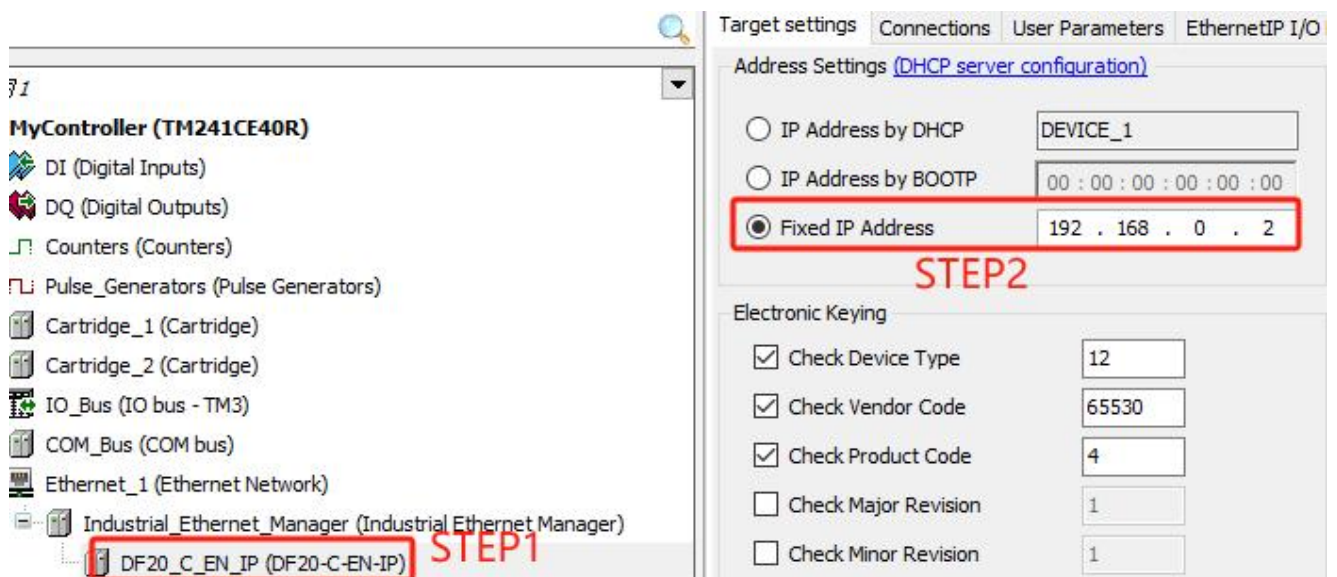 MyController (TM241CE40R)
DI (Digital Inputs)
DQ (Digital Outputs)
Counters (Counters)
Pulse_Generators (Pulse Generators)
Cartridge_1 (Cartridge)
Cartridge_2 (Cartridge)
IO_Bus (IO bus - TM3)
COM_Bus (COM bus)
Ethernet_1 (Ethernet Network)
Industrial_Ethernet_Manager (Industrial Ethernet Manager)
DF20_C_EN_IP (DF20-C-EN-IP) STEP1
Target settings Connections User Parameters EthernetIP I/O
Address Settings (DHCP server configuration)
IP Address by DHCP DEVICE_1
IP Address by BOOTP 00 : 00 : 00 : 00 : 00 : 00
Fixed IP Address 192 . 168 . 0 . 2
STEP2
Electronic Keying
Check Device Type 12
Check Vendor Code 65530
Check Product Code 4
Check Major Revision 1
Check Minor Revision 1